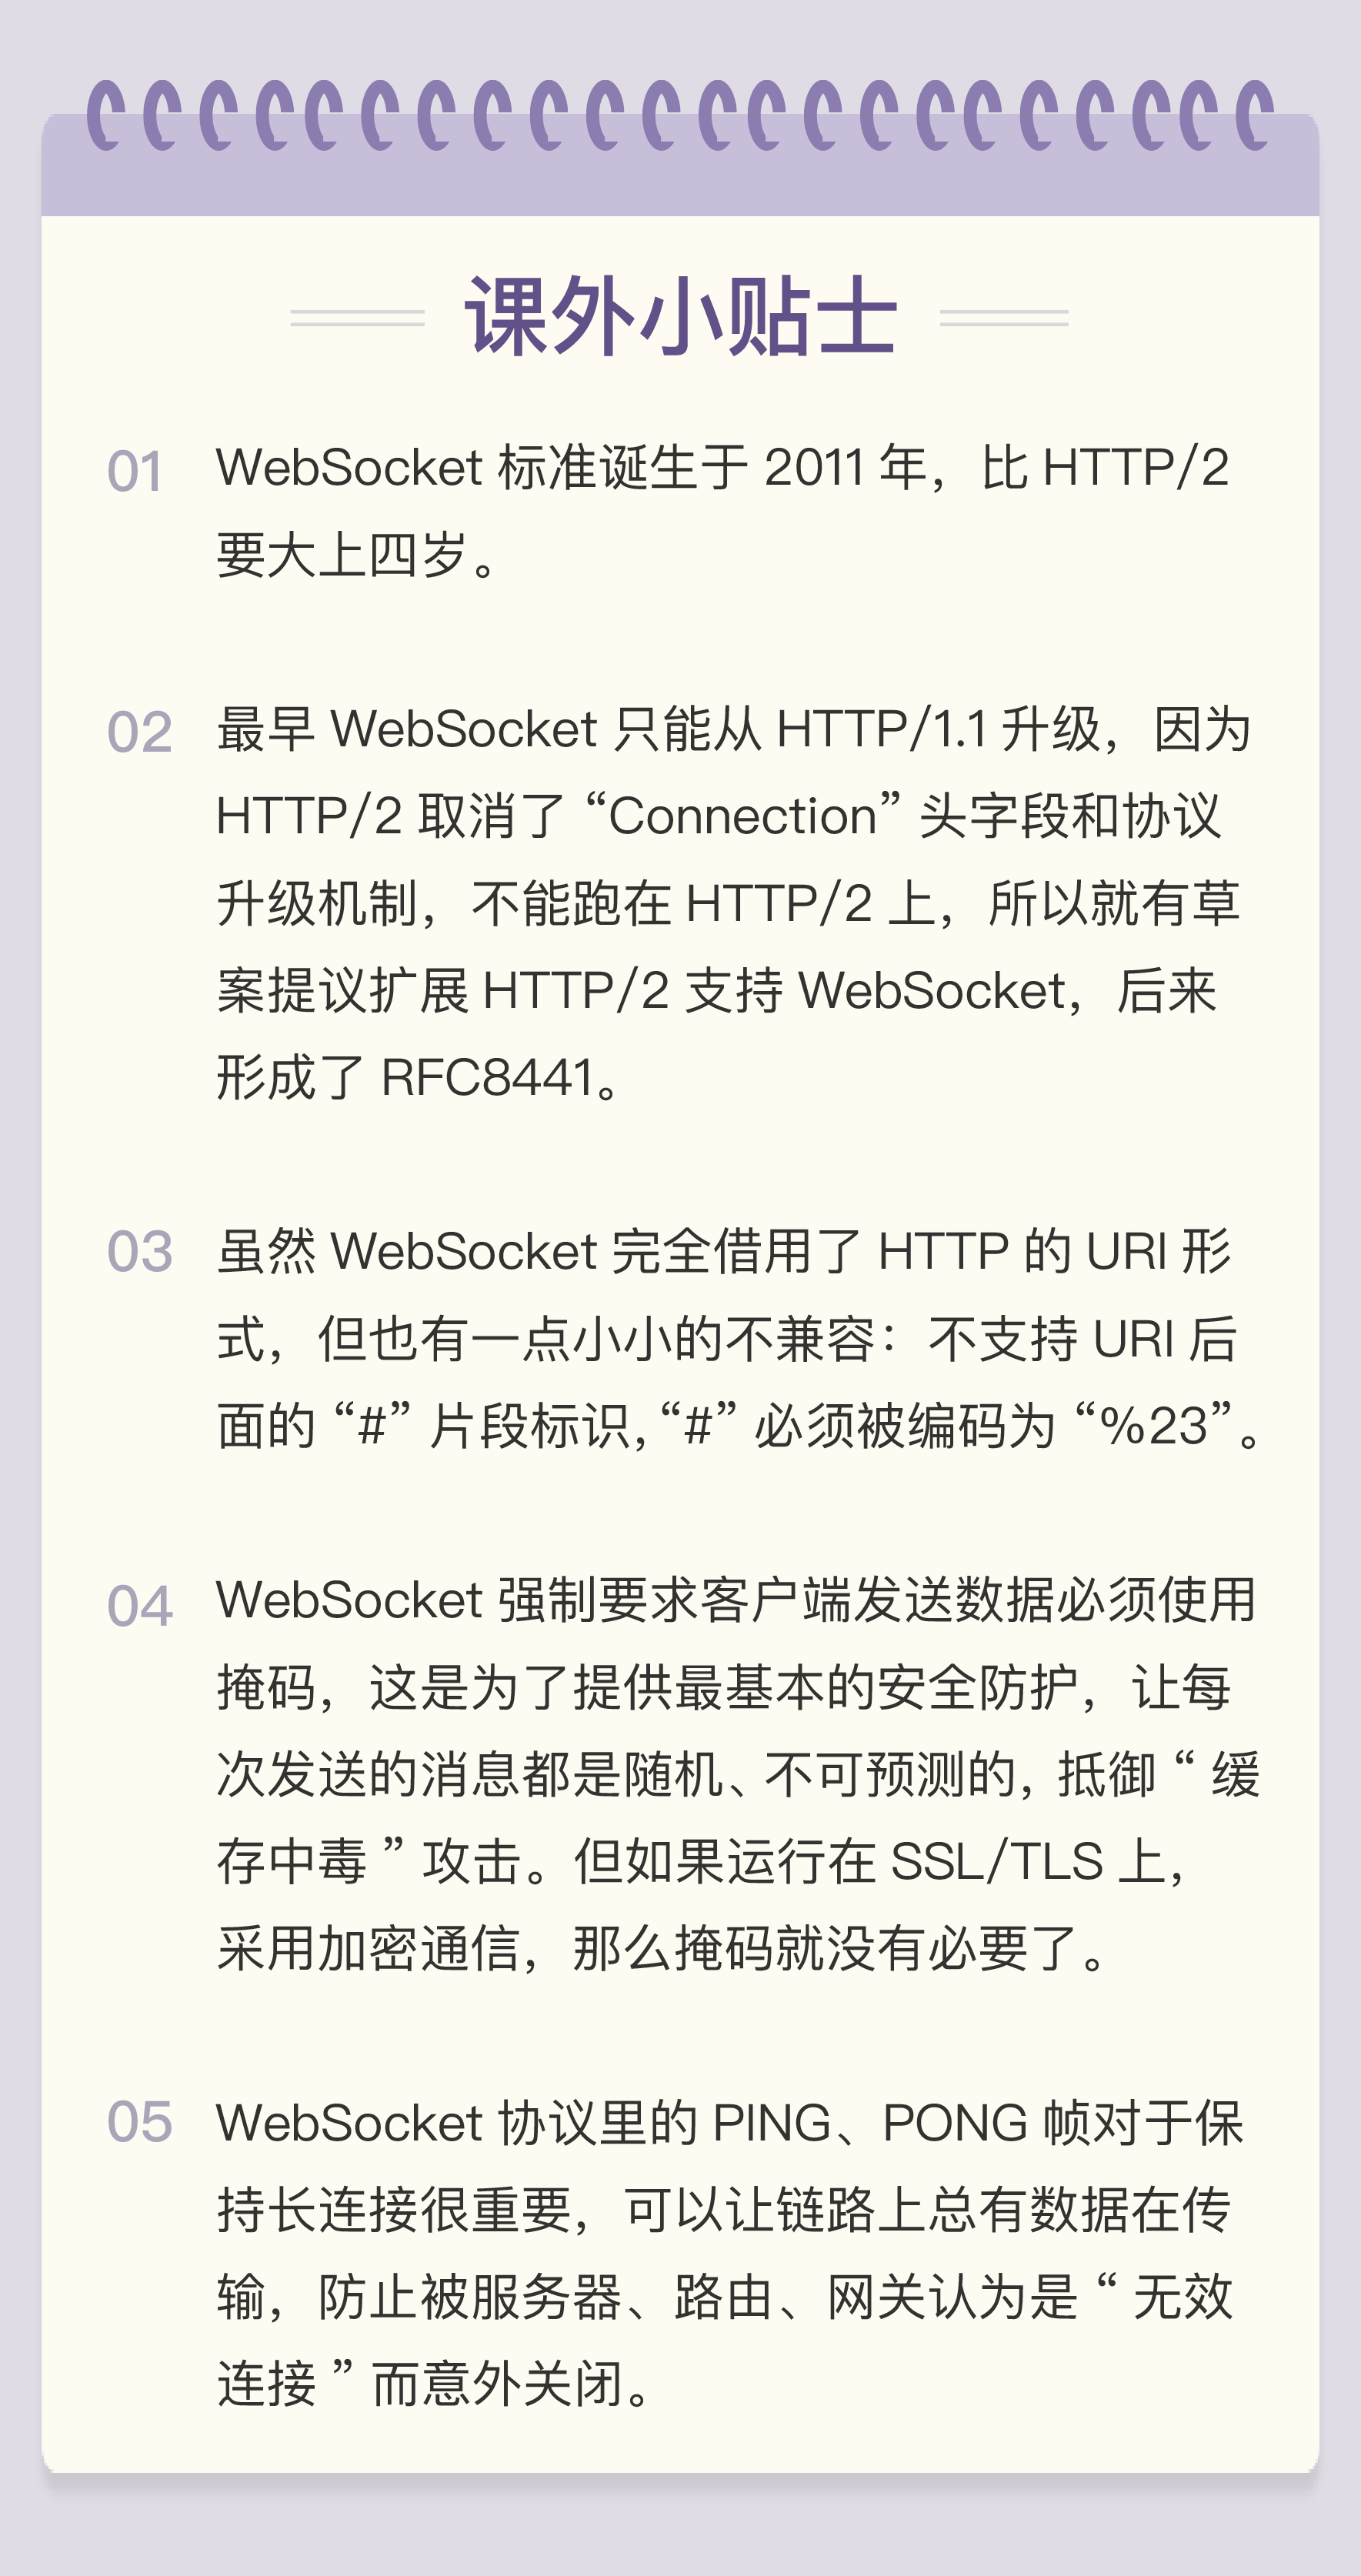 课外小贴士
01 WebSocket 标准诞生于 2011 年，比 HTTP/2
要大上四岁。
02 最早 WebSocket 只能从 HTTP/1.1 升级，因为
HTTP/2 取消了 “Connection” 头字段和协议
升级机制，不能跑在 HTTP/2 上，所以就有草
案提议扩展 HTTP/2 支持 WebSocket，后来
形成了 RFC8441。
03 虽然 WebSocket 完全借用了 HTTP 的 URI 形
式，但也有一点小小的不兼容：不支持 URI 后
面的 “#” 片段标识，“#” 必须被编码为 “%23”。
04 WebSocket 强制要求客户端发送数据必须使用
掩码，这是为了提供最基本的安全防护，让每
次发送的消息都是随机、不可预测的，抵御 “ 缓
存中毒 ” 攻击。但如果运行在 SSL/TLS 上，
采用加密通信，那么掩码就没有必要了。
05 WebSocket 协议里的 PING、PONG 帧对于保
持长连接很重要，可以让链路上总有数据在传
输，防止被服务器、路由、网关认为是 “ 无效
连接 ” 而意外关闭。